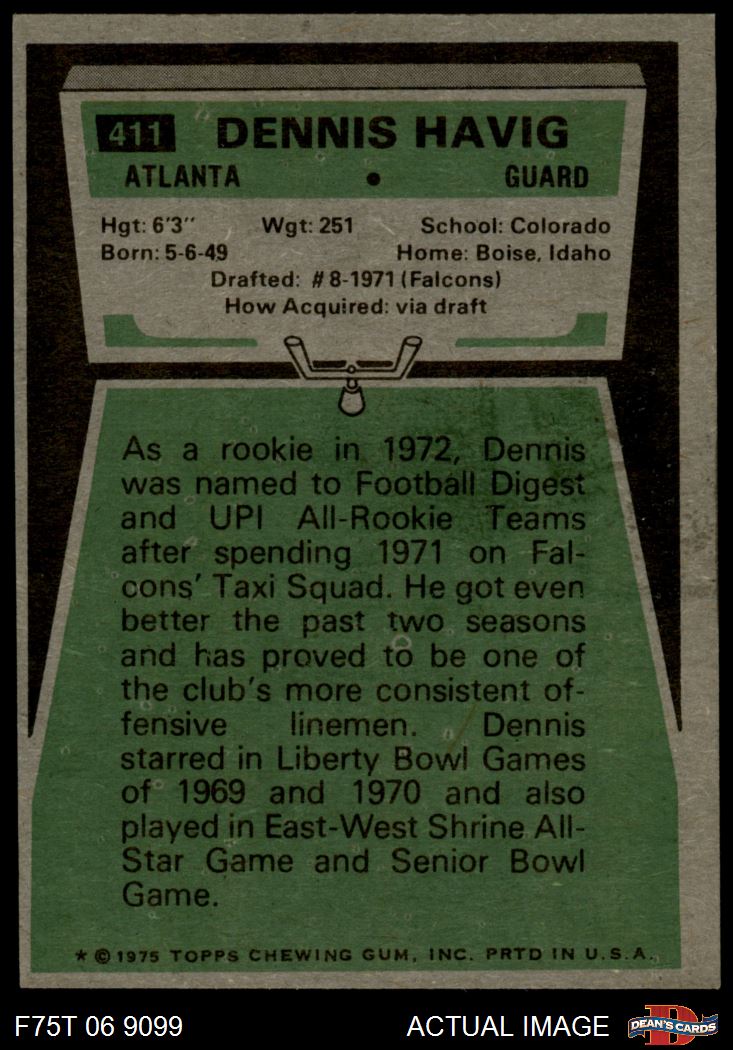 411 DENNIS HAVIG
ATLANTA • GUARD
Hgt: 6'3" Wgt: 251 School: Colorado
Born: 5-6-49 Home: Boise, Idaho
Drafted: #8-1971 (Falcons)
How Acquired: via draft
As a rookie in 1972, Dennis
was named to Football Digest
and UPI All-Rookie Teams
after spending 1971 on Fal-
cons' Taxi Squad. He got even
better the past two seasons
and has proved to be one of
the club's more consistent of-
fensive linemen. Dennis
starred in Liberty Bowl Games
of 1969 and 1970 and also
played in East-West Shrine All-
Star Game and Senior Bowl
Game.
* © 1975 TOPPS CHEWING GUM, INC. PRTD IN U.S.A.
F75T 06 9099 ACTUAL IMAGE DEAN'S CARDS